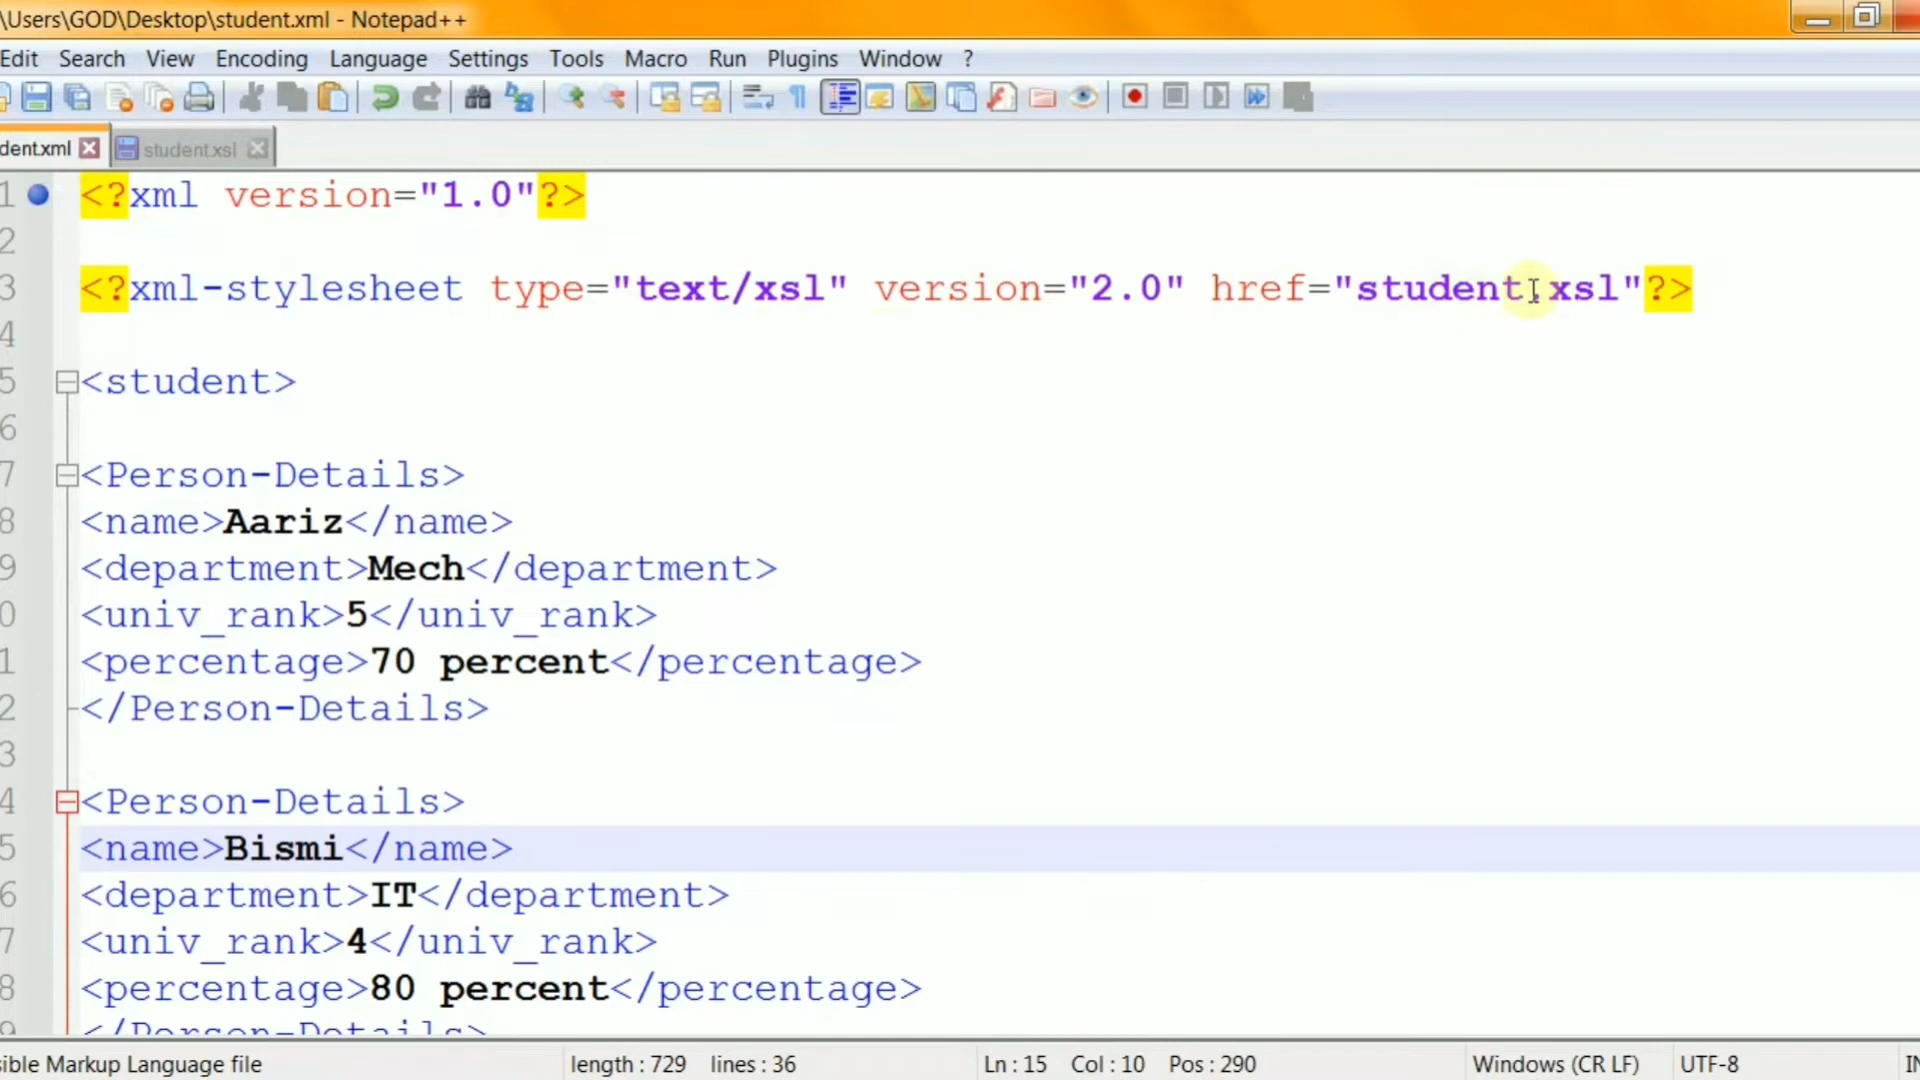 \Users\GOD\Desktop\student.xml - Notepad++
Edit Search View Encoding Language Settings Tools Macro Run Plugins Window ?
dent.xml student.xsl
1 <?xml version="1.0"?>
2
3 <?xml-stylesheet type="text/xsl" version="2.0" href="student.xsl"?>
4
5 <student>
6
7 <Person-Details>
8 <name>Aariz</name>
9 <department>Mech</department>
0 <univ_rank>5</univ_rank>
1 <percentage>70 percent</percentage>
2 </Person-Details>
3
4 <Person-Details>
5 <name>Bismi</name>
6 <department>IT</department>
7 <univ_rank>4</univ_rank>
8 <percentage>80 percent</percentage>
9 </Person-Details>
sible Markup Language file length : 729 lines : 36 Ln : 15 Col : 10 Pos : 290 Windows (CR LF) UTF-8 IN